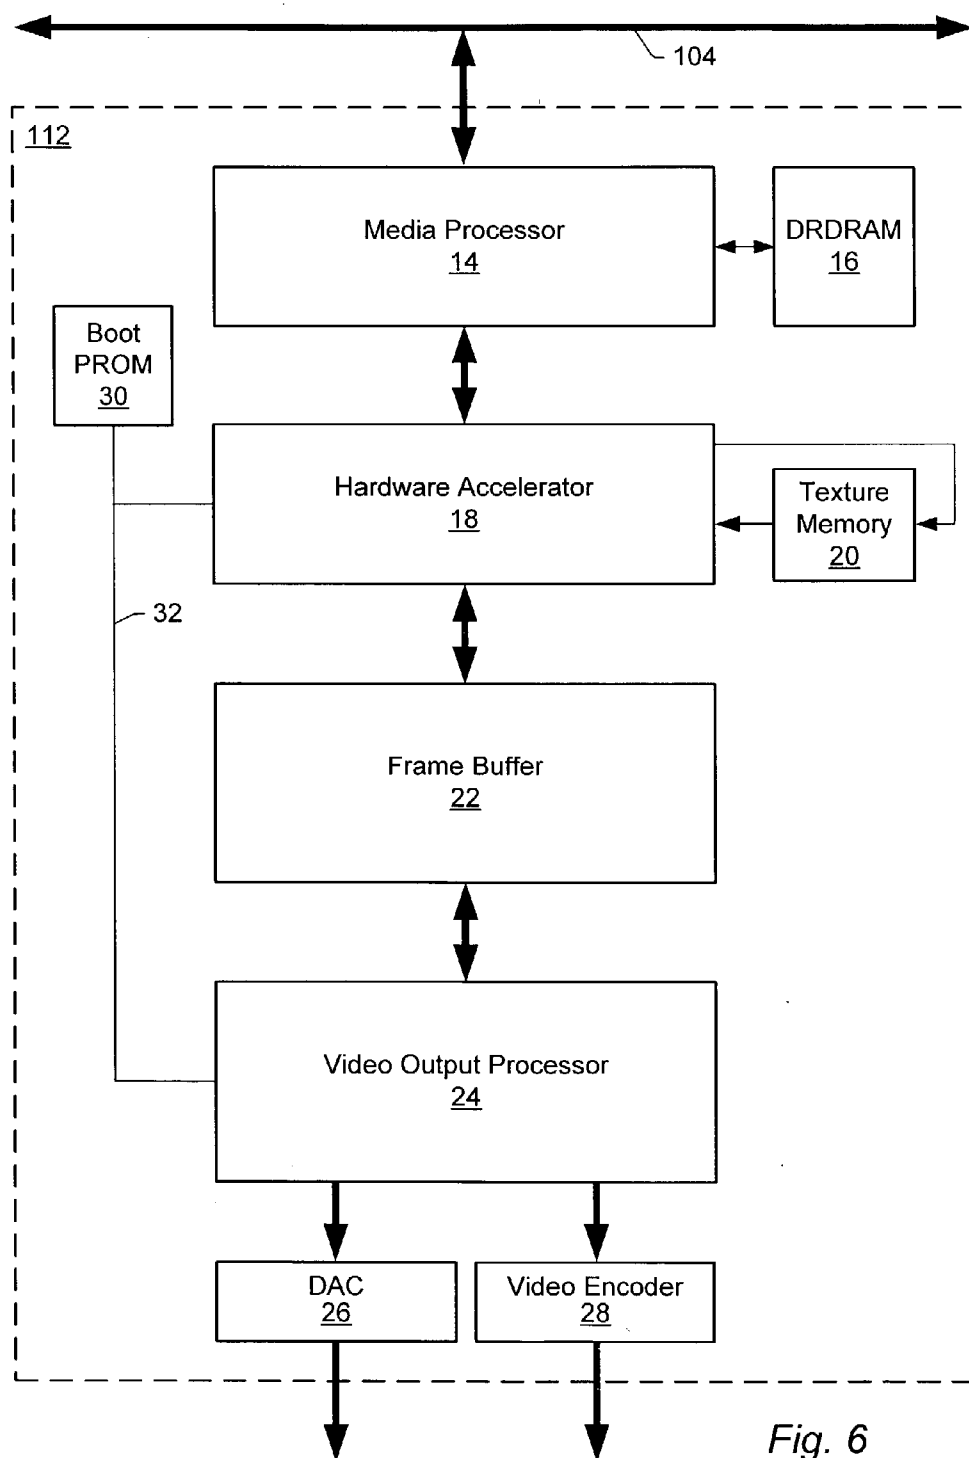 104
112
Media Processor
14
DRDRAM
16
Boot
PROM
30
Hardware Accelerator
18
Texture
Memory
20
32
Frame Buffer
22
Video Output Processor
24
DAC
26
Video Encoder
28
Fig. 6